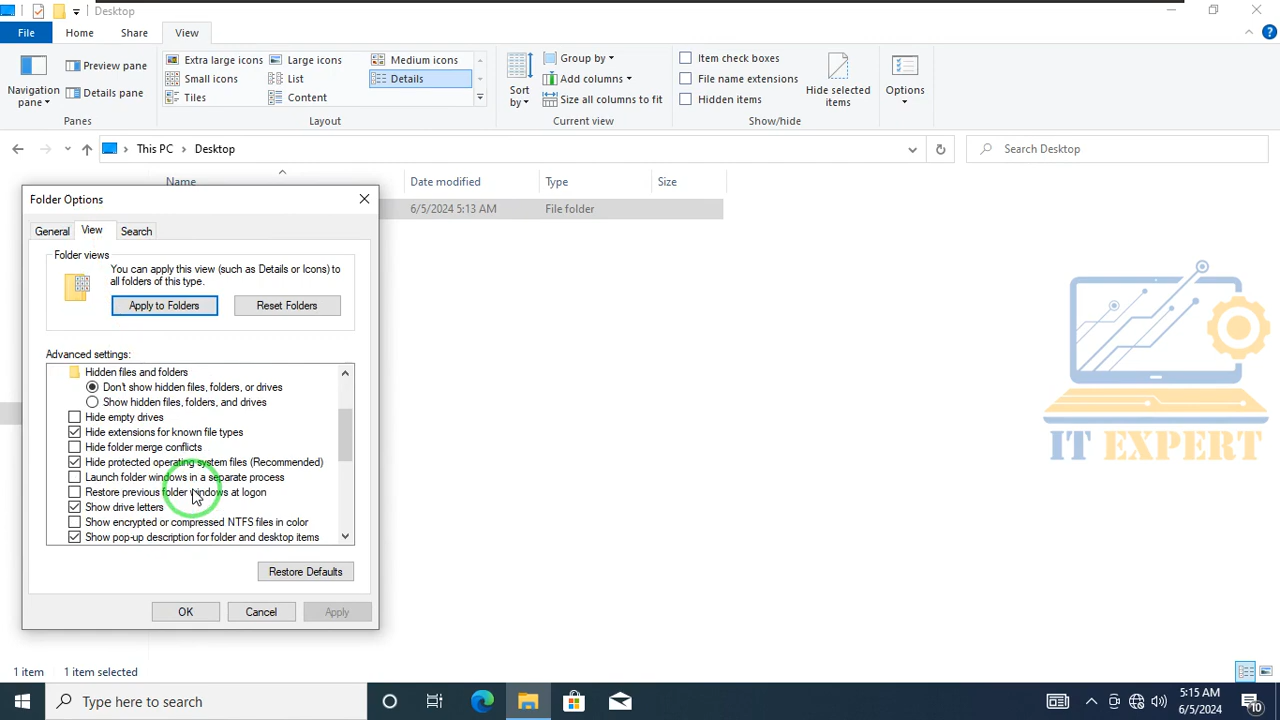 Desktop
File
Home
Share
View
Navigation pane
Preview pane
Details pane
Panes
Extra large icons
Large icons
Medium icons
Small icons
List
Details
Tiles
Content
Layout
Sort by
Group by
Add columns
Size all columns to fit
Current view
Item check boxes
File name extensions
Hidden items
Hide selected items
Show/hide
Options
This PC
Desktop
Search Desktop
Name
Date modified
Type
Size
6/5/2024 5:13 AM
File folder
Folder Options
General
View
Search
Folder views
You can apply this view (such as Details or Icons) to
all folders of this type.
Apply to Folders
Reset Folders
Advanced settings:
Hidden files and folders
Don't show hidden files, folders, or drives
Show hidden files, folders, and drives
Hide empty drives
Hide extensions for known file types
Hide folder merge conflicts
Hide protected operating system files (Recommended)
Launch folder windows in a separate process
Restore previous folder windows at logon
Show drive letters
Show encrypted or compressed NTFS files in color
Show pop-up description for folder and desktop items
Restore Defaults
OK
Cancel
Apply
IT EXPERT
1 item
1 item selected
Type here to search
5:15 AM
6/5/2024
10